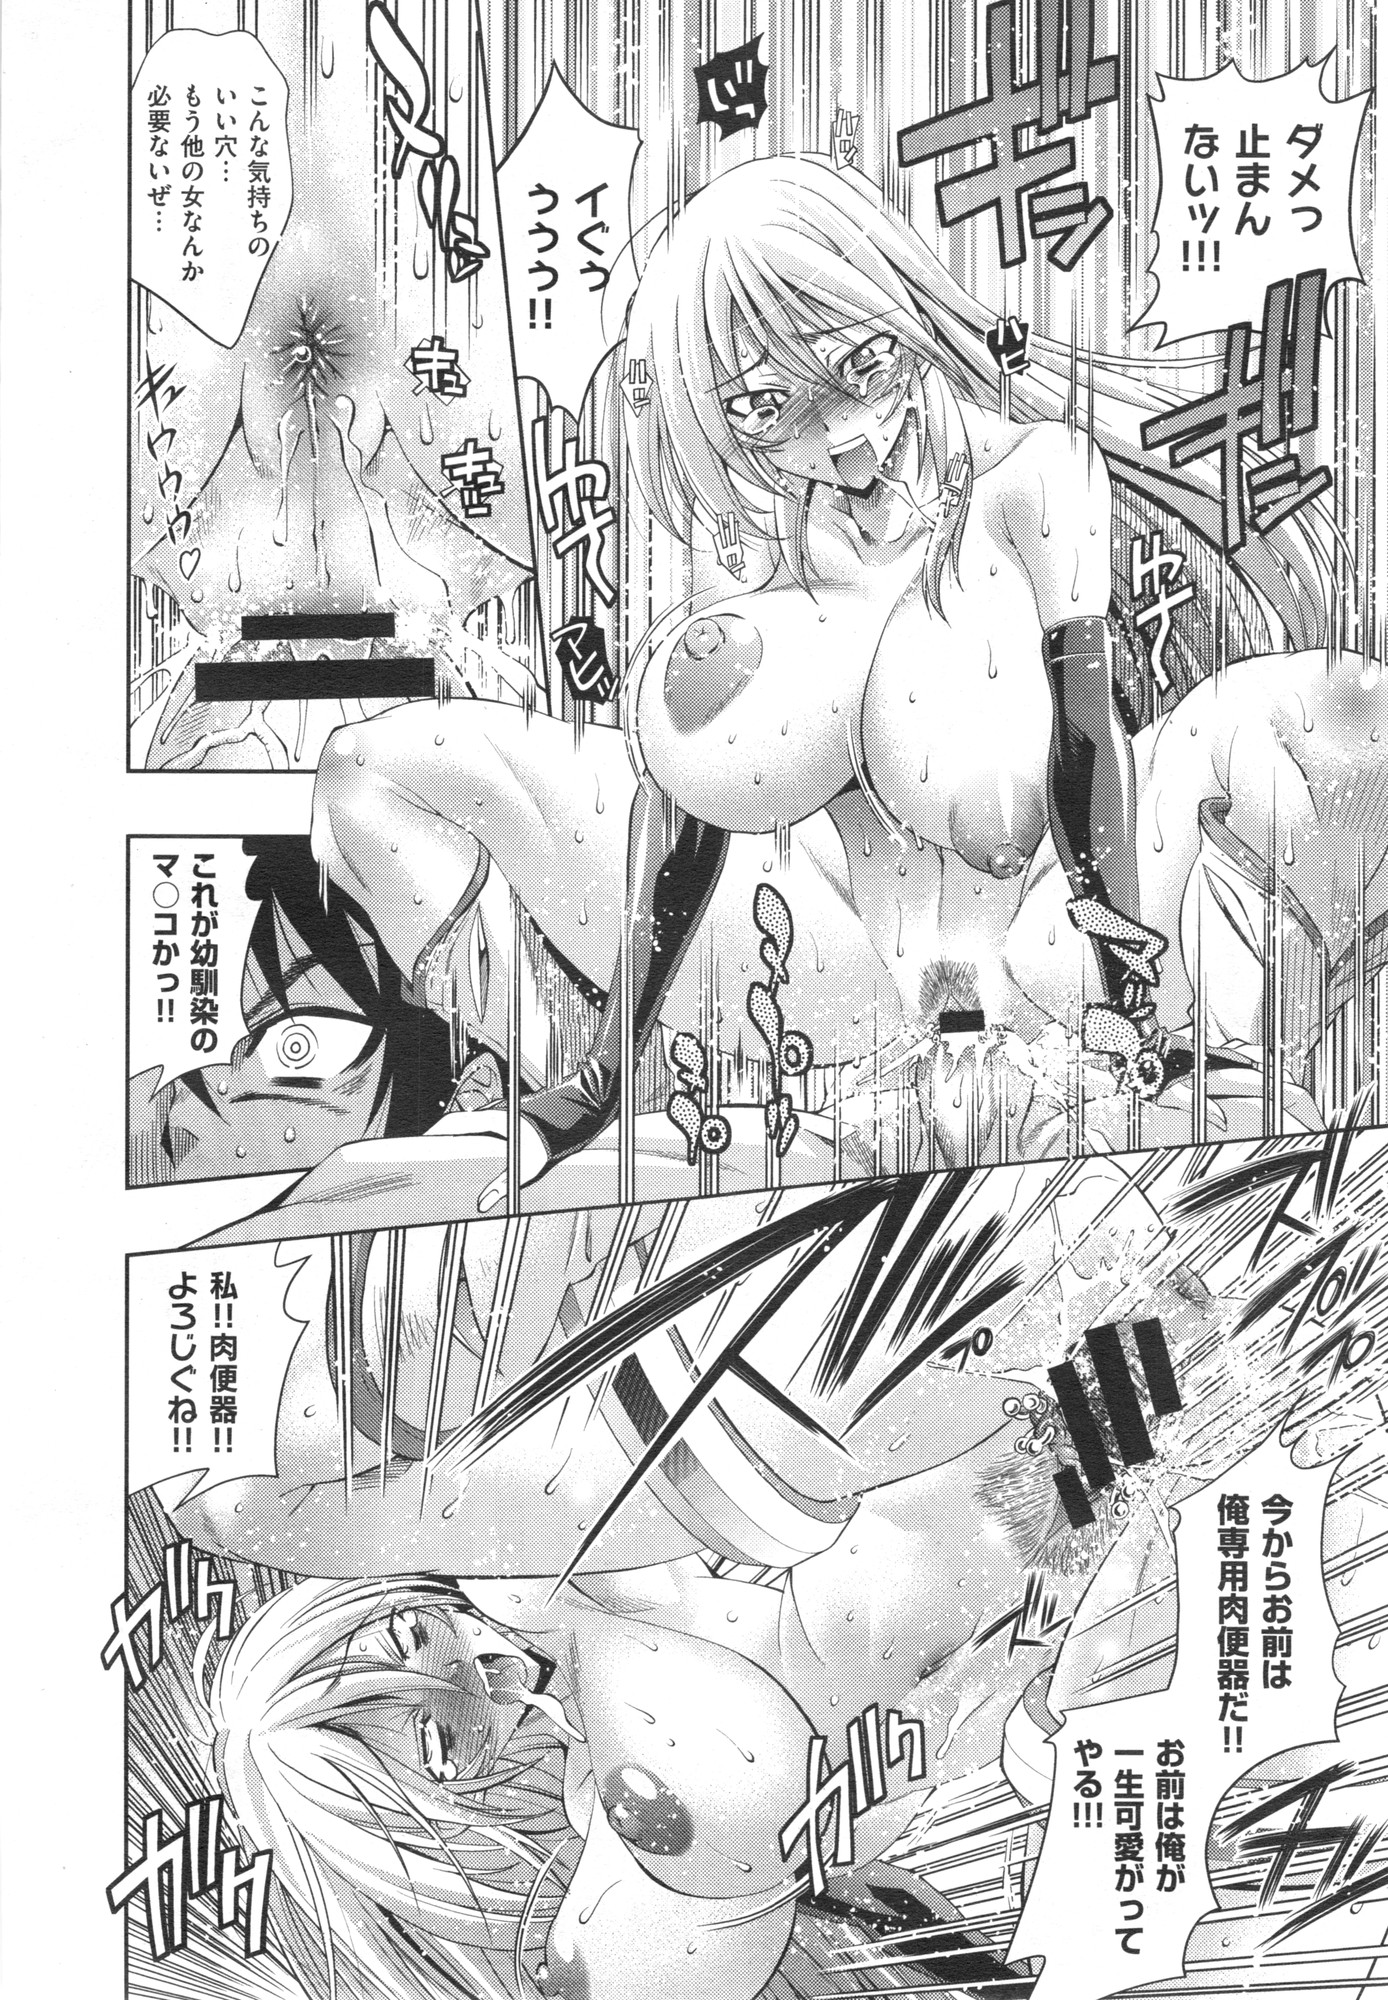 ダメっ
止まん
ないッ!!!
イぐぅ
うぅぅ!!
こんな気持ちの
いい穴…
もう他の女なんか
必要ないぜ…
これが幼馴染の
マ○コかっ!!
今からお前は
俺専用肉便器だ!!
お前は俺が
一生可愛がって
やる!!!
私!!肉便器!!
よろじぐね!!